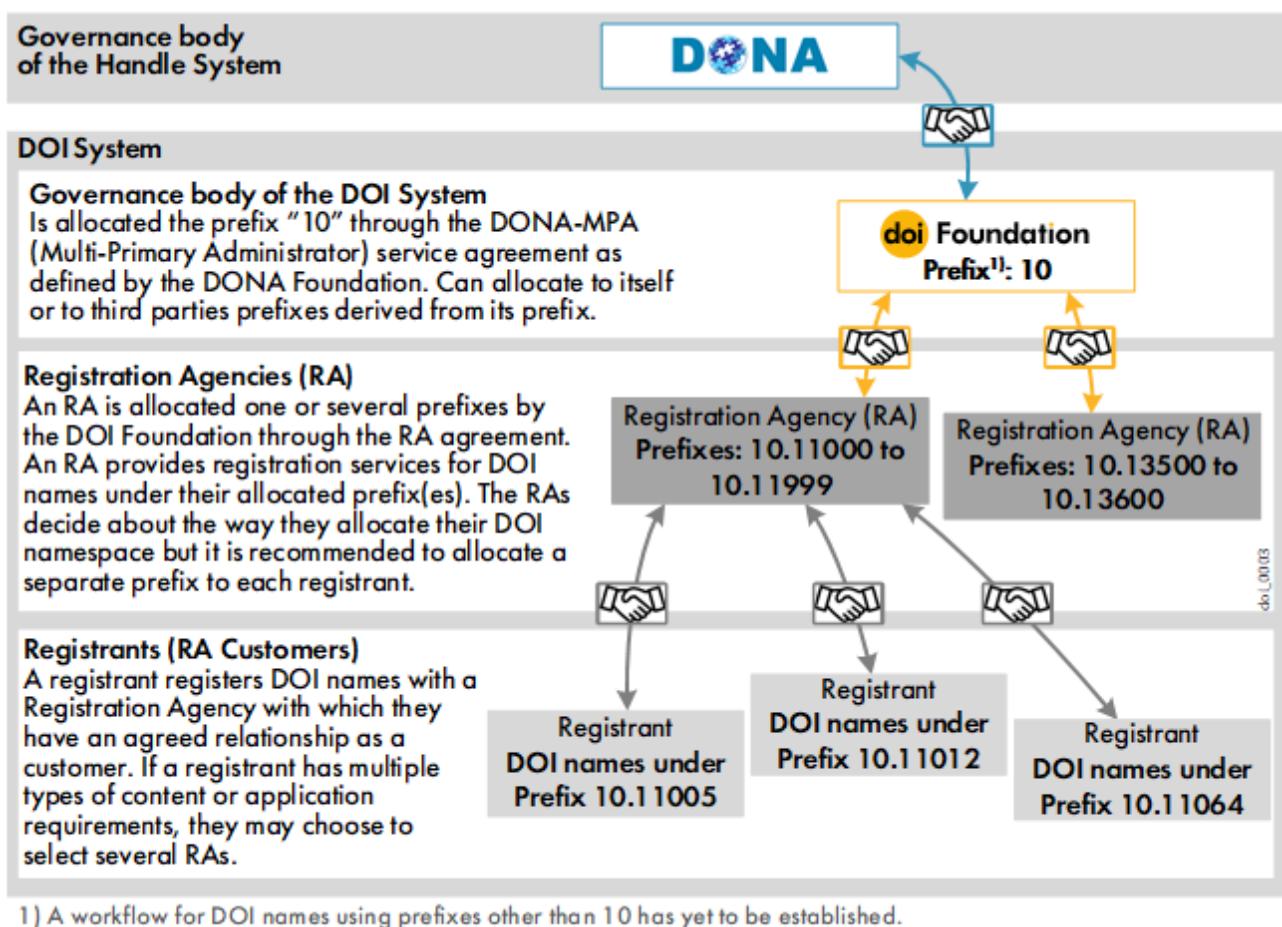 Governance body
of the Handle System
DONA
DOI System
Governance body of the DOI System
Is allocated the prefix “10” through the DONA-MPA
(Multi-Primary Administrator) service agreement as
defined by the DONA Foundation. Can allocate to itself
or to third parties prefixes derived from its prefix.
doi Foundation
Prefix¹⁾: 10
Registration Agencies (RA)
An RA is allocated one or several prefixes by
the DOI Foundation through the RA agreement.
An RA provides registration services for DOI
names under their allocated prefix(es). The RAs
decide about the way they allocate their DOI
namespace but it is recommended to allocate a
separate prefix to each registrant.
Registration Agency (RA)
Prefixes: 10.11000 to
10.11999
Registration Agency (RA)
Prefixes: 10.13500 to
10.13600
doi_0003
Registrants (RA Customers)
A registrant registers DOI names with a
Registration Agency with which they
have an agreed relationship as a
customer. If a registrant has multiple
types of content or application
requirements, they may choose to
select several RAs.
Registrant
DOI names under
Prefix 10.11005
Registrant
DOI names under
Prefix 10.11012
Registrant
DOI names under
Prefix 10.11064
1) A workflow for DOI names using prefixes other than 10 has yet to be established.